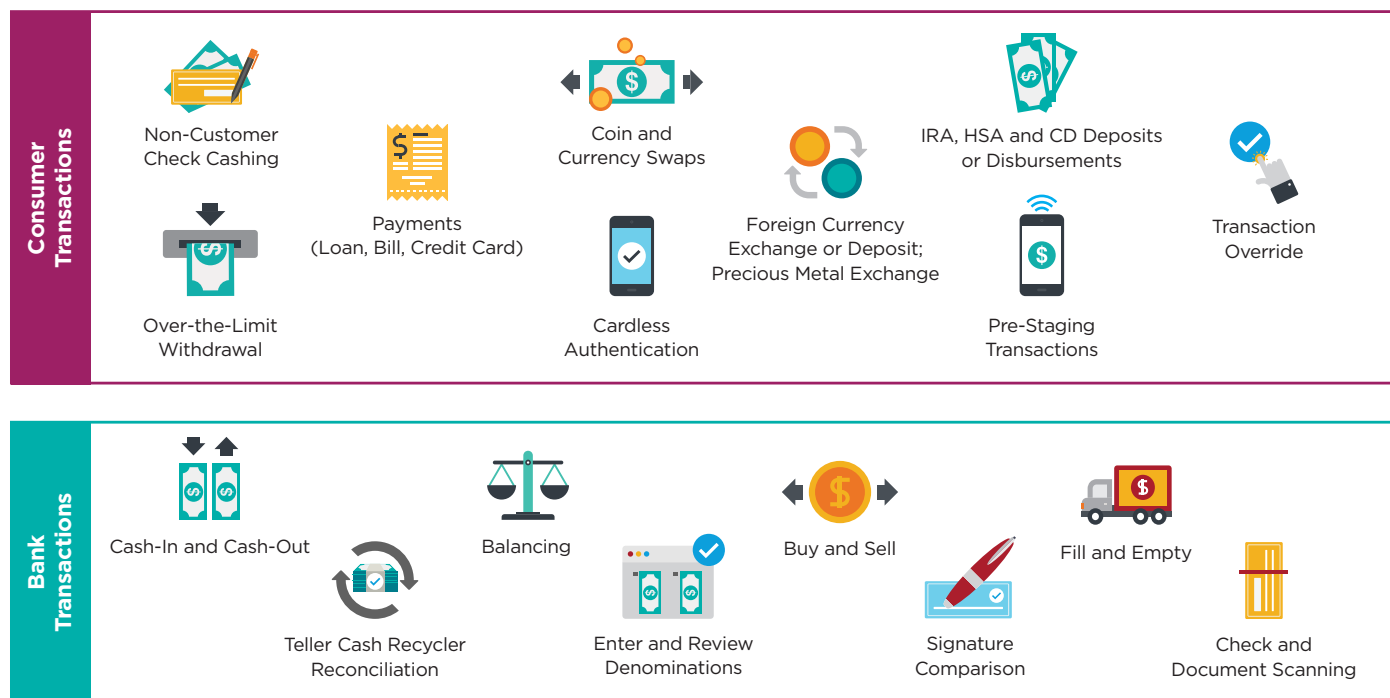 Consumer
Transactions
Non-Customer
Check Cashing
Payments
(Loan, Bill, Credit Card)
Coin and
Currency Swaps
Foreign Currency
Exchange or Deposit;
Precious Metal Exchange
IRA, HSA and CD Deposits
or Disbursements
Transaction
Override
Over-the-Limit
Withdrawal
Cardless
Authentication
Pre-Staging
Transactions
Bank
Transactions
Cash-In and Cash-Out
Teller Cash Recycler
Reconciliation
Balancing
Enter and Review
Denominations
Buy and Sell
Signature
Comparison
Fill and Empty
Check and
Document Scanning